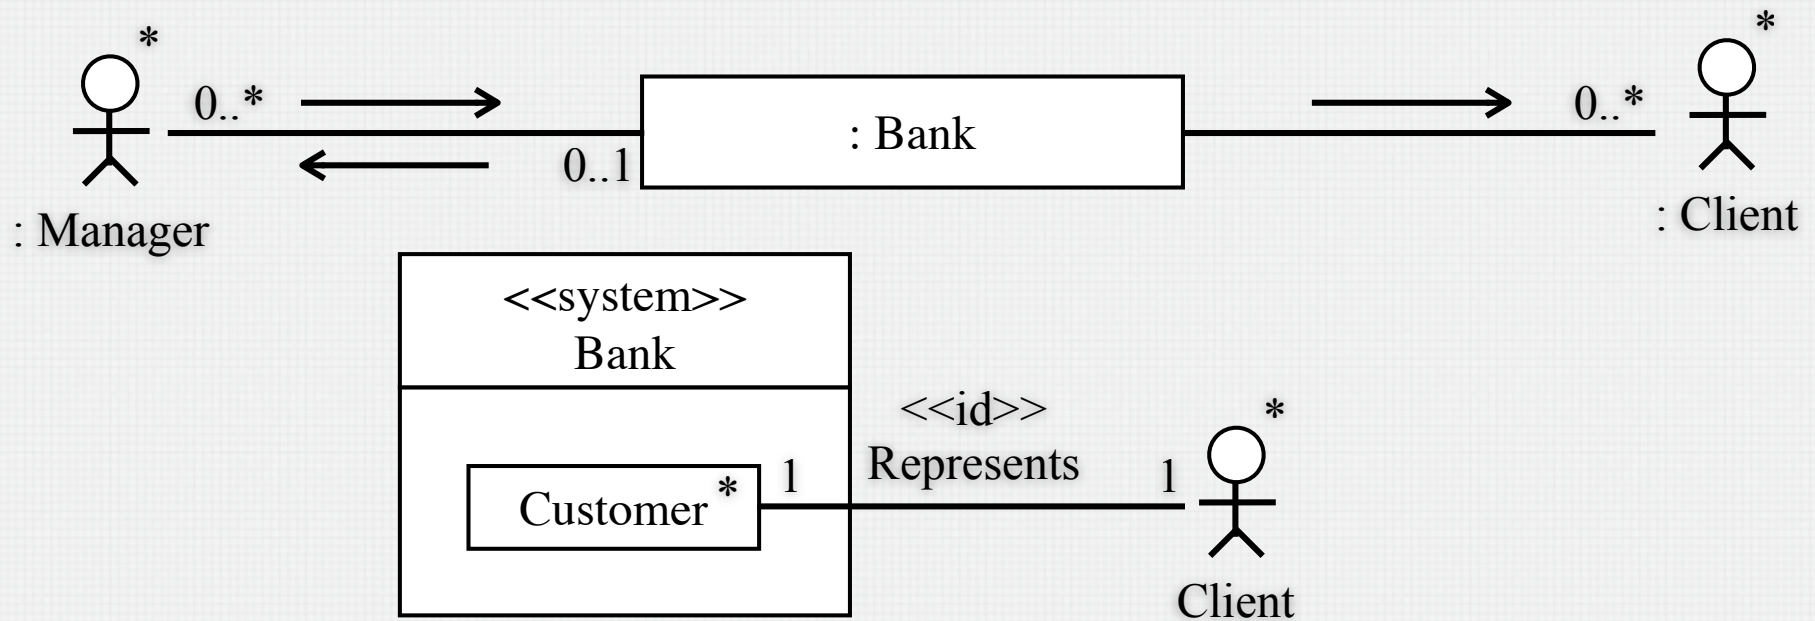 *
*
0..*
0..*
: Bank
0..1
: Manager
: Client
<<system>>
Bank
<<id>>
*
Represents
Customer *
1
1
Client